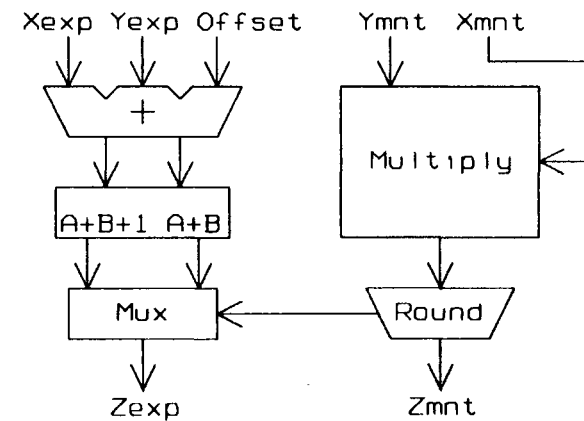 Xexp Yexp Offset Ymnt Xmnt
+
Multiply
A+B+1 A+B
Mux
Round
Zexp
Zmnt